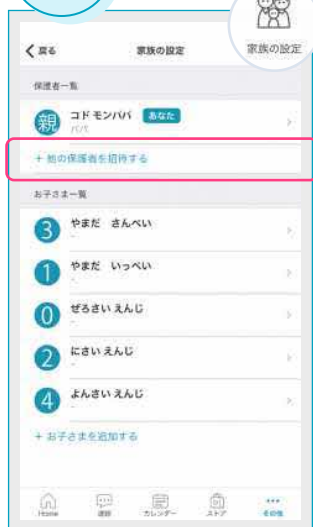 家族の設定
戻る
家族の設定
保護者一覧
親
コドモンパパ
あなた
パパ
+ 他の保護者を招待する
お子さま一覧
3
やまだ さんぺい
-
1
やまだ いっぺい
-
0
ぜろさい えんじ
-
2
にさい えんじ
-
4
よんさい えんじ
-
+ お子さまを追加する
Home
連絡
カレンダー
ストア
その他